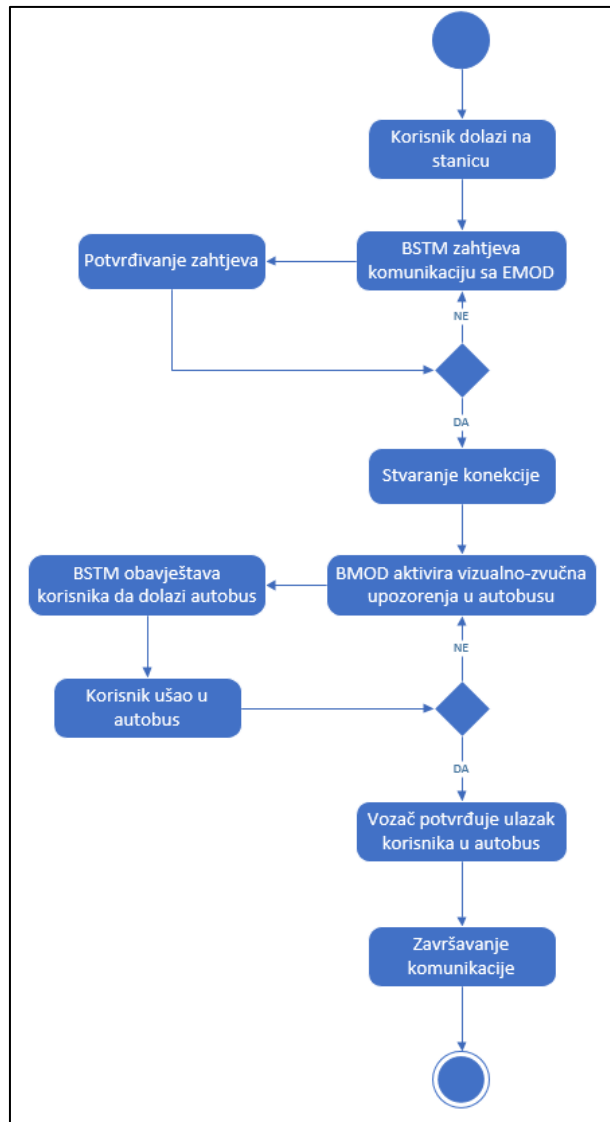 Korisnik dolazi na
stanicu
BSTM zahtjeva
komunikaciju sa EMOD
Potvrđivanje zahtjeva
NE
DA
Stvaranje konekcije
BMOD aktivira vizualno-zvučna
upozorenja u autobusu
BSTM obavještava
korisnika da dolazi autobus
Korisnik ušao u
autobus
NE
DA
Vozač potvrđuje ulazak
korisnika u autobus
Završavanje
komunikacije